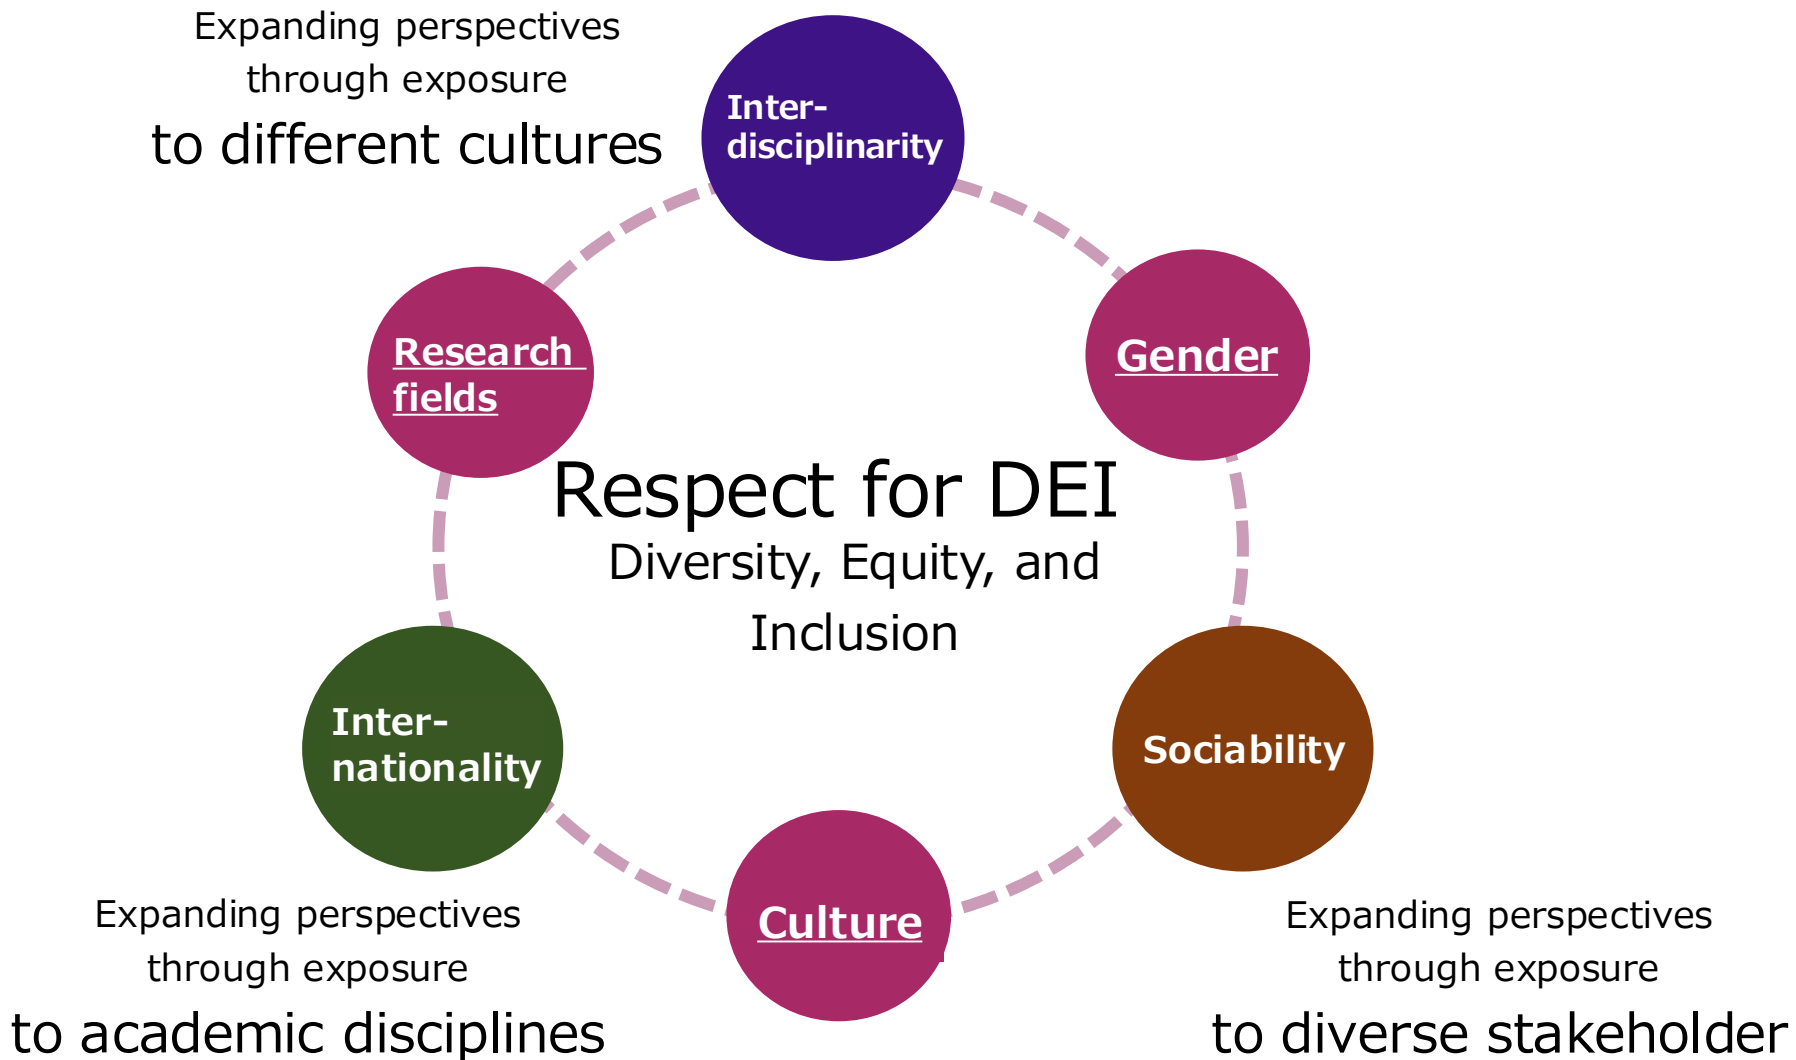 Expanding perspectives
through exposure
to different cultures
Inter-
disciplinarity
Research
fields
Gender
Respect for DEI
Diversity, Equity, and
Inclusion
Inter-
nationality
Sociability
Culture
Expanding perspectives
through exposure
to academic disciplines
Expanding perspectives
through exposure
to diverse stakeholder